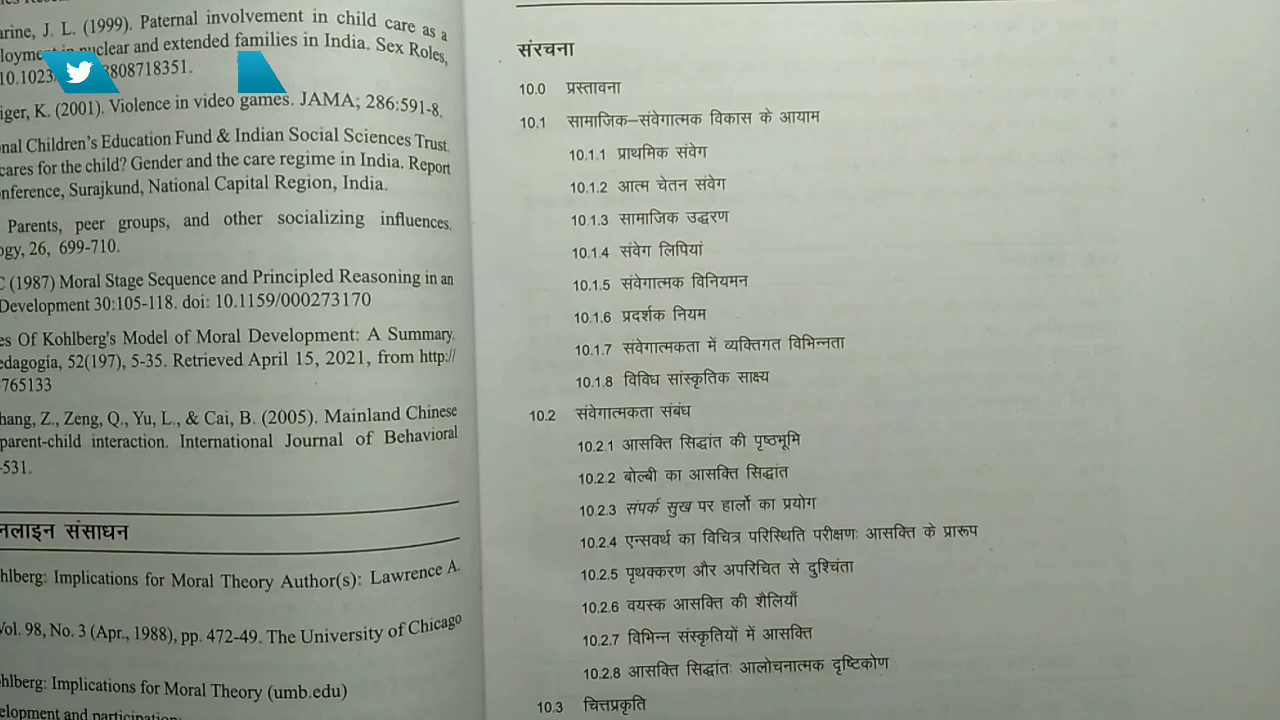 arine, J. L. (1999). Paternal involvement in child care as a
nuclear and extended families in India. Sex Roles,
3808718351.
iger, K. (2001). Violence in video games. JAMA; 286:591-8.
nal Children's Education Fund & Indian Social Sciences Trust.
cares for the child? Gender and the care regime in India. Report
nference, Surajkund, National Capital Region, India.
Parents, peer groups, and other socializing influences.
ogy, 26, 699-710.
C (1987) Moral Stage Sequence and Principled Reasoning in an
Development 30:105-118. doi: 10.1159/000273170
es Of Kohlberg's Model of Moral Development: A Summary.
edagogía, 52(197), 5-35. Retrieved April 15, 2021, from http://
765133
hang, Z., Zeng, Q., Yu, L., & Cai, B. (2005). Mainland Chinese
parent-child interaction. International Journal of Behavioral
-531.
नलाइन संसाधन
hlberg: Implications for Moral Theory Author(s): Lawrence A.
Vol. 98, No. 3 (Apr., 1988), pp. 472-49. The University of Chicago
hlberg: Implications for Moral Theory (umb.edu)
elopment and participation:
संरचना
10.0 प्रस्तावना
10.1 सामाजिक–संवेगात्मक विकास के आयाम
10.1.1 प्राथमिक संवेग
10.1.2 आत्म चेतन संवेग
10.1.3 सामाजिक उद्धरण
10.1.4 संवेग लिपियां
10.1.5 संवेगात्मक विनियमन
10.1.6 प्रदर्शक नियम
10.1.7 संवेगात्मकता में व्यक्तिगत विभिन्नता
10.1.8 विविध सांस्कृतिक साक्ष्य
10.2 संवेगात्मकता संबंध
10.2.1 आसक्ति सिद्धांत की पृष्ठभूमि
10.2.2 बोल्बी का आसक्ति सिद्धांत
10.2.3 संपर्क सुख पर हार्लो का प्रयोग
10.2.4 एन्सवर्थ का विचित्र परिस्थिति परीक्षणः आसक्ति के प्रारूप
10.2.5 पृथक्करण और अपरिचित से दुश्चिंता
10.2.6 वयस्क आसक्ति की शैलियाँ
10.2.7 विभिन्न संस्कृतियों में आसक्ति
10.2.8 आसक्ति सिद्धांतः आलोचनात्मक दृष्टिकोण
10.3 चित्तप्रकृति